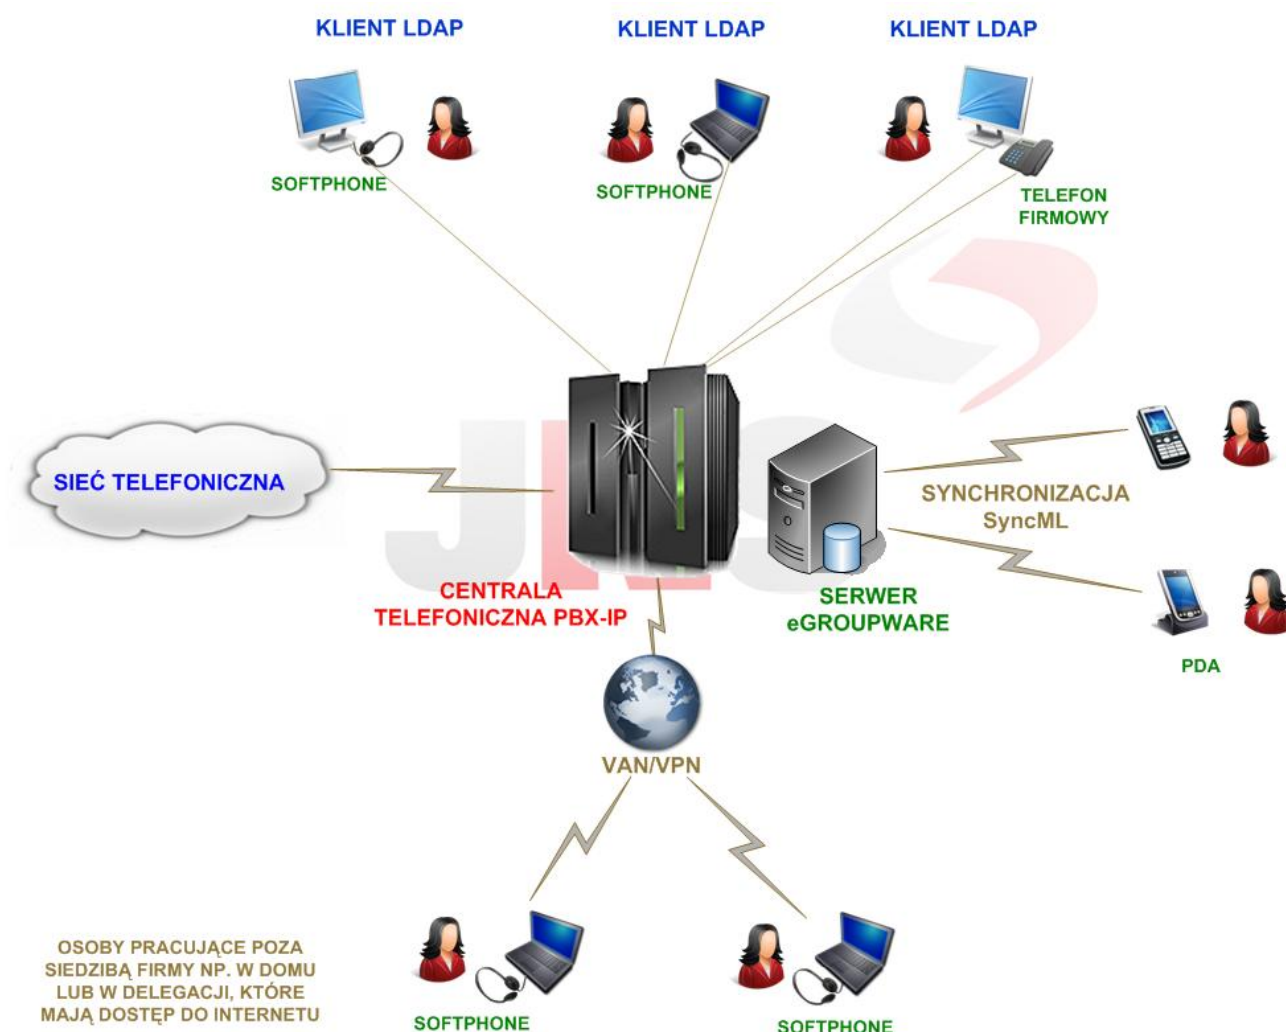 KLIENT LDAP
KLIENT LDAP
KLIENT LDAP
SOFTPHONE
SOFTPHONE
TELEFON
FIRMOWY
SIEĆ TELEFONICZNA
SYNCHRONIZACJA
SyncML
CENTRALA
TELEFONICZNA PBX-IP
SERWER
eGROUPWARE
PDA
VAN/VPN
OSOBY PRACUJĄCE POZA
SIEDZIBĄ FIRMY NP. W DOMU
LUB W DELEGACJI, KTÓRE
MAJĄ DOSTĘP DO INTERNETU
SOFTPHONE
SOFTPHONE